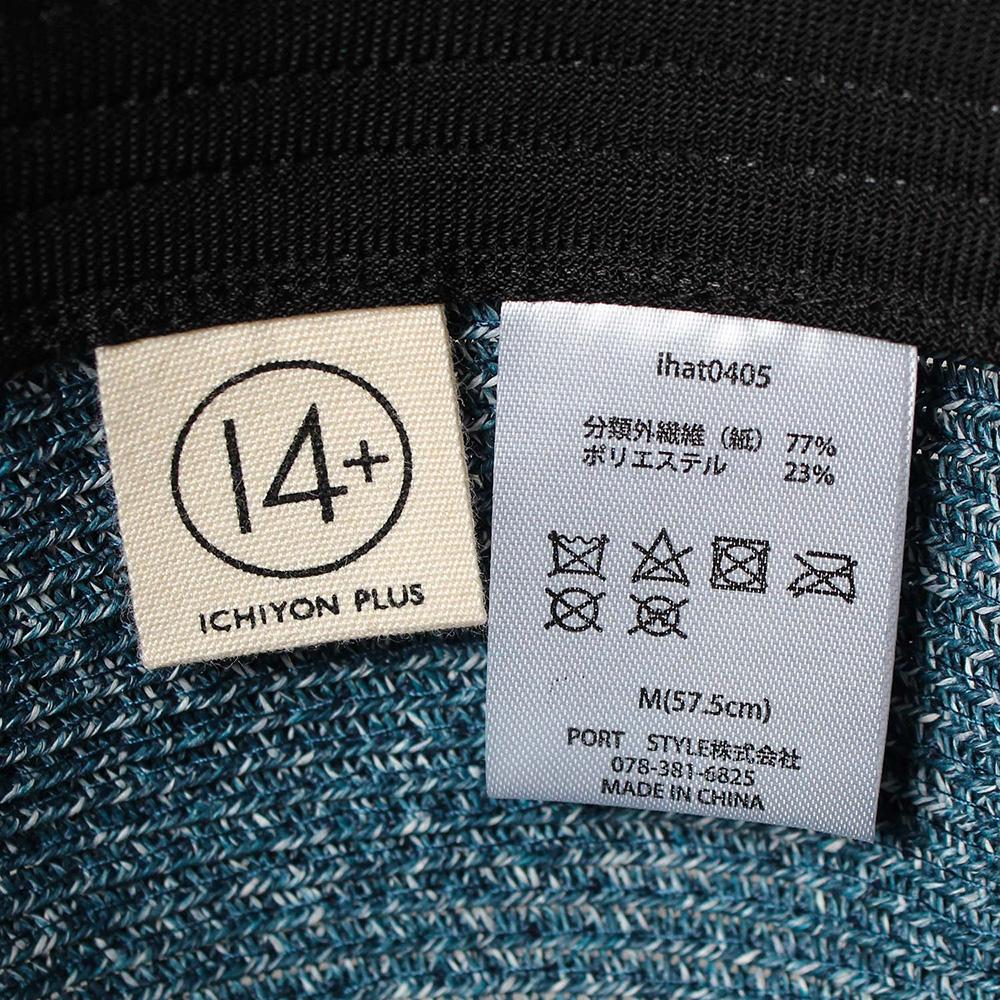 14+
ICHIYON PLUS
ihat0405
分類外繊維（紙） 77%
ポリエステル 23%
M(57.5cm)
PORT STYLE株式会社
078-381-6825
MADE IN CHINA